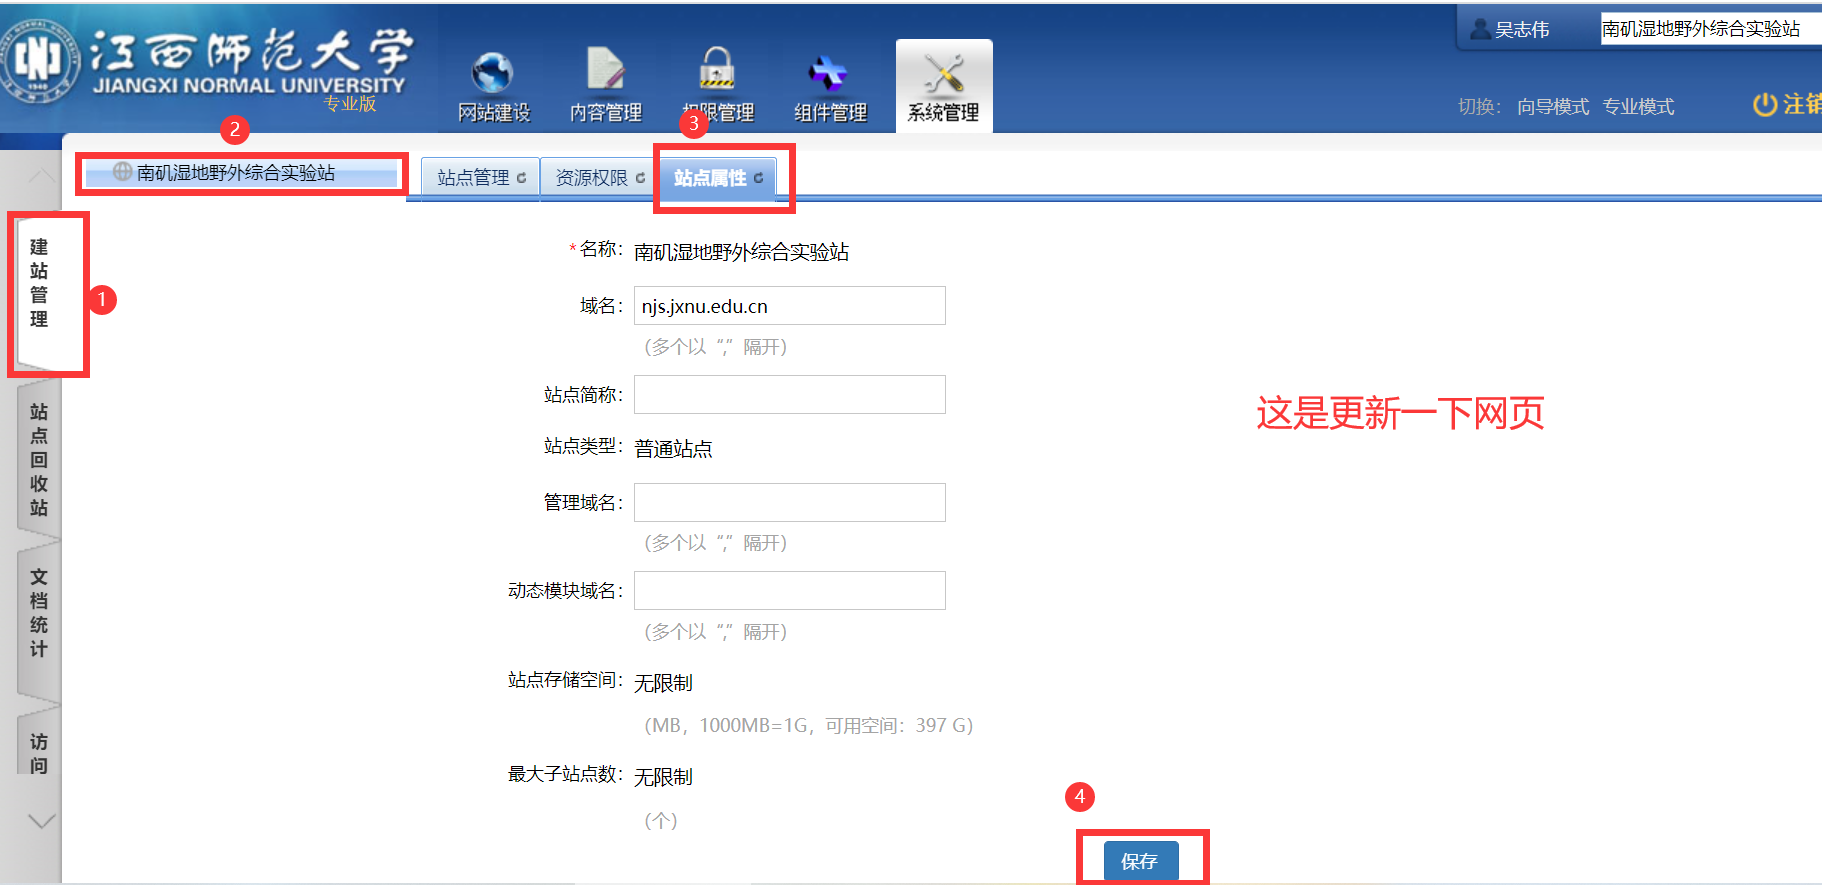 江西师范大学
JIANGXI NORMAL UNIVERSITY
专业版
网站建设
内容管理
权限管理
组件管理
系统管理
吴志伟
南矶湿地野外综合实验站
切换： 向导模式 专业模式
注销
2
3
南矶湿地野外综合实验站
站点管理
资源权限
站点属性
建站管理
1
站点回收站
文档统计
访问
*名称： 南矶湿地野外综合实验站
域名： njs.jxnu.edu.cn
（多个以“,”隔开）
站点简称：
这是更新一下网页
站点类型： 普通站点
管理域名：
（多个以“,”隔开）
动态模块域名：
（多个以“,”隔开）
站点存储空间： 无限制
（MB，1000MB=1G，可用空间：397 G）
最大子站点数： 无限制
（个）
4
保存